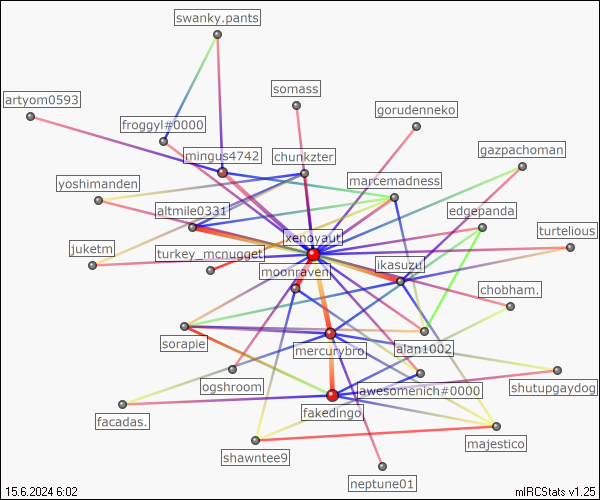 swanky.pants
somass
artyom0593
gorudenneko
froggyl#0000
mingus4742
chunkzter
gazpachoman
yoshimanden
marcemadness
altmile0331
edgepanda
xenoyaut
turtelious
juketm
turkey_mcnugget
moonraven
ikasuzu
chobham.
sorapie
mercurybro
alan1002
ogshroom
awesomenich#0000
shutupgaydog
fakedingo
facadas.
majestico
shawntee9
neptune01
15.6.2024 6:02
mIRCStats v1.25